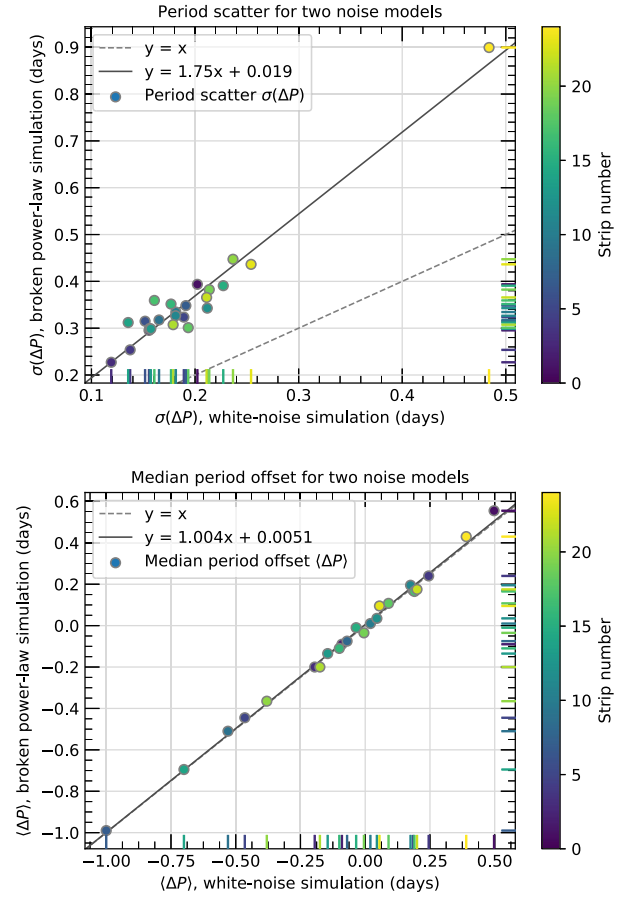 Period scatter for two noise models
y = x
y = 1.75x + 0.019
Period scatter σ(ΔP)
0.9
0.8
0.7
0.6
0.5
0.4
0.3
0.2
σ(ΔP), broken power-law simulation (days)
0.1 0.2 0.3 0.4 0.5
σ(ΔP), white-noise simulation (days)
20
15
10
5
0
Strip number
Median period offset for two noise models
y = x
y = 1.004x + 0.0051
Median period offset ⟨ΔP⟩
0.6
0.4
0.2
0.0
−0.2
−0.4
−0.6
−0.8
−1.0
⟨ΔP⟩, broken power-law simulation (days)
−1.00 −0.75 −0.50 −0.25 0.00 0.25 0.50
⟨ΔP⟩, white-noise simulation (days)
20
15
10
5
0
Strip number